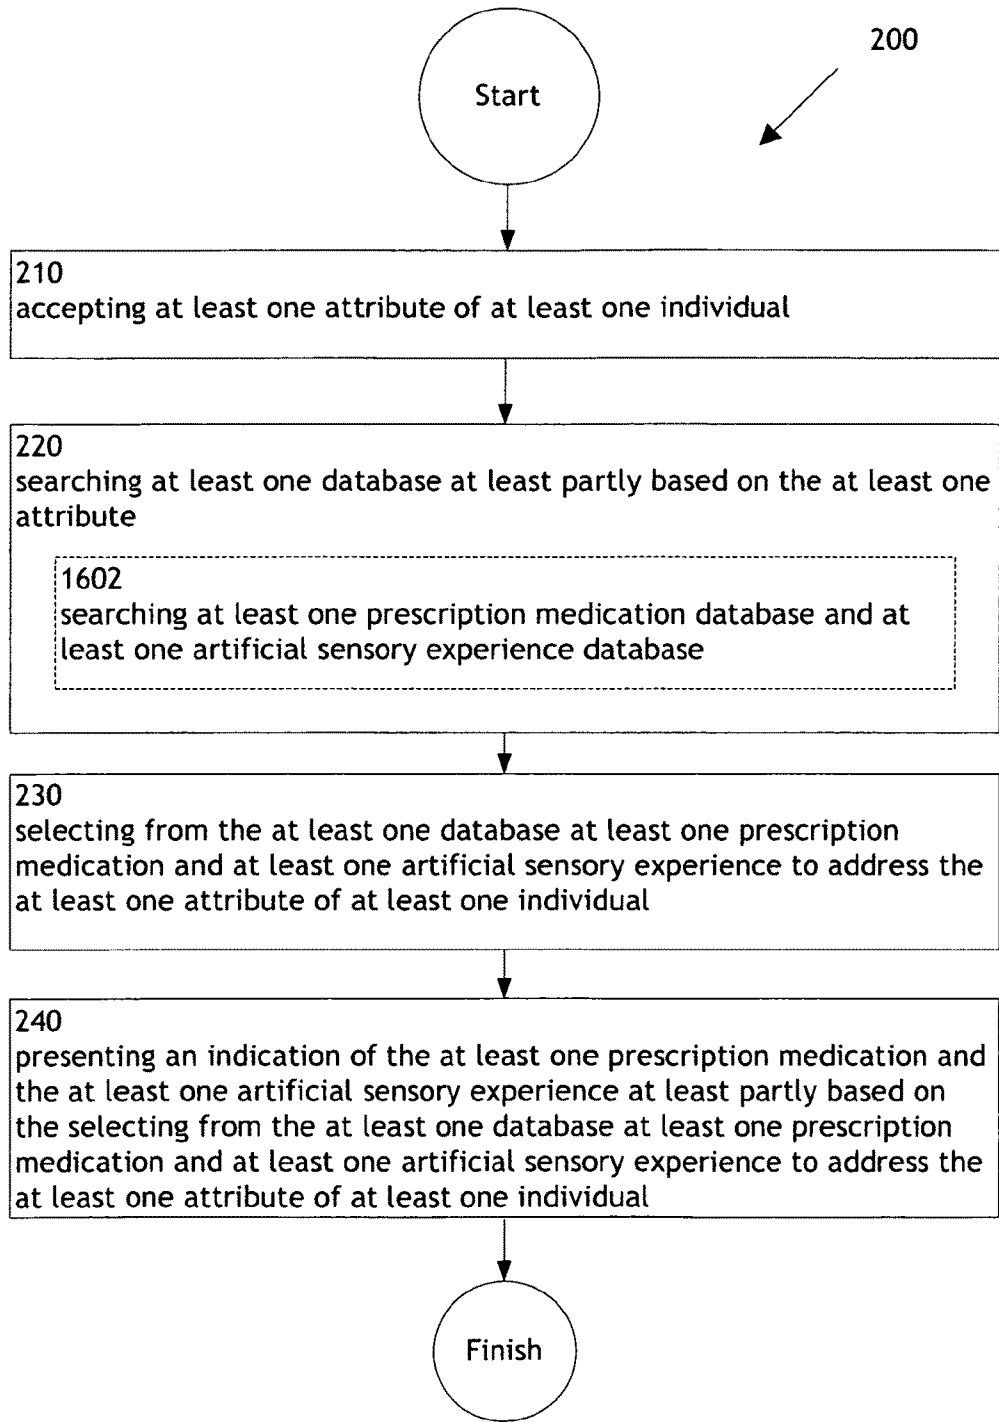 200
Start
210
accepting at least one attribute of at least one individual
220
searching at least one database at least partly based on the at least one
attribute
1602
searching at least one prescription medication database and at
least one artificial sensory experience database
230
selecting from the at least one database at least one prescription
medication and at least one artificial sensory experience to address the
at least one attribute of at least one individual
240
presenting an indication of the at least one prescription medication and
the at least one artificial sensory experience at least partly based on
the selecting from the at least one database at least one prescription
medication and at least one artificial sensory experience to address the
at least one attribute of at least one individual
Finish